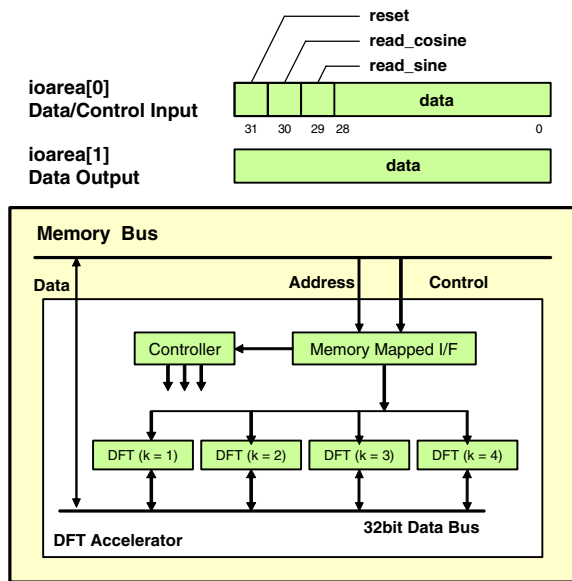 reset
read_cosine
read_sine
ioarea[0]
Data/Control Input
data
31 30 29 28 0
ioarea[1]
Data Output
data
Memory Bus
Data
Address
Control
Controller
Memory Mapped I/F
DFT (k = 1)
DFT (k = 2)
DFT (k = 3)
DFT (k = 4)
32bit Data Bus
DFT Accelerator